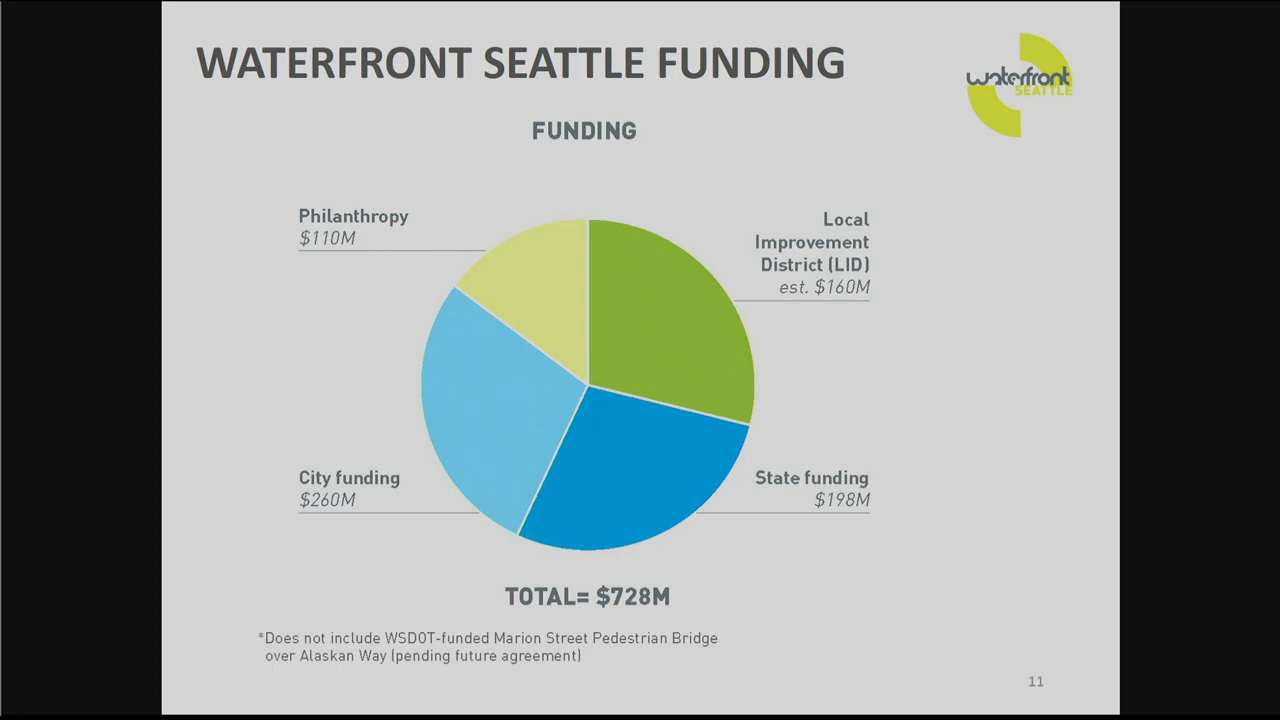 WATERFRONT SEATTLE FUNDING
waterfront
SEATTLE
FUNDING
Philanthropy
$110M
Local
Improvement
District (LID)
est. $160M
City funding
$260M
State funding
$198M
TOTAL= $728M
*Does not include WSDOT-funded Marion Street Pedestrian Bridge
over Alaskan Way (pending future agreement)
11